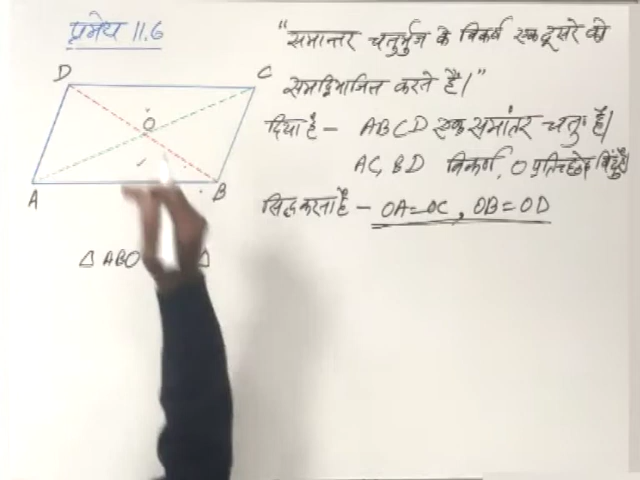 प्रमेय 11.6
"समान्तर चतुर्भुज के विकर्ण एक दूसरे को
समद्विभाजित करते हैं।"
D
C
O
A
B
दिया है - ABCD एक समांतर चतु॰ है।
AC, BD विकर्ण, O प्रतिच्छेद बिंदु है।
सिद्ध करना है - OA=OC, OB=OD
Δ ABO Δ